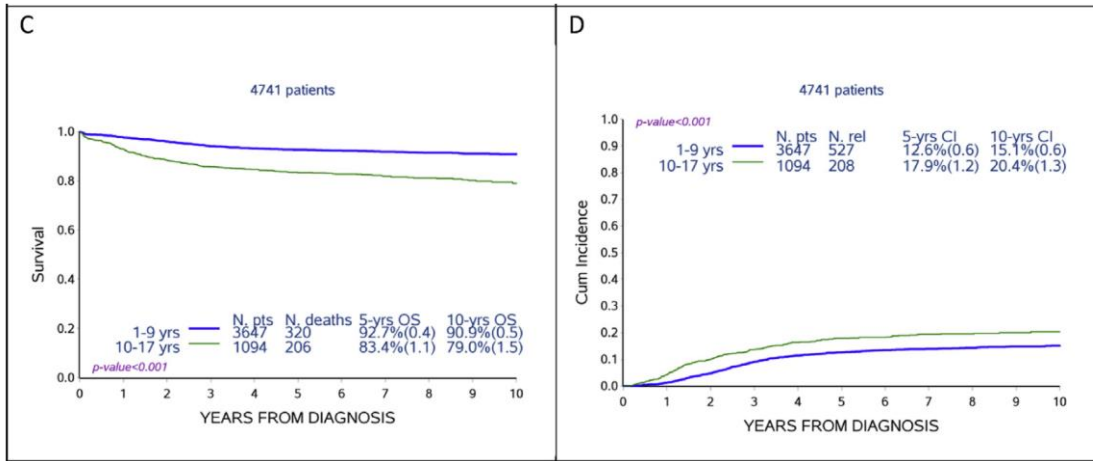 C
4741 patients
1.0
0.8
0.6
0.4
0.2
0.0
Survival
N. pts N. deaths 5-yrs OS 10-yrs OS
1-9 yrs 3647 320 92.7%(0.4) 90.9%(0.5)
10-17 yrs 1094 206 83.4%(1.1) 79.0%(1.5)
p-value<0.001
0 1 2 3 4 5 6 7 8 9 10
YEARS FROM DIAGNOSIS
D
4741 patients
p-value<0.001
N. pts N. rel 5-yrs CI 10-yrs CI
1-9 yrs 3647 527 12.6%(0.6) 15.1%(0.6)
10-17 yrs 1094 208 17.9%(1.2) 20.4%(1.3)
1.0
0.9
0.8
0.7
0.6
0.5
0.4
0.3
0.2
0.1
0.0
Cum Incidence
0 1 2 3 4 5 6 7 8 9 10
YEARS FROM DIAGNOSIS